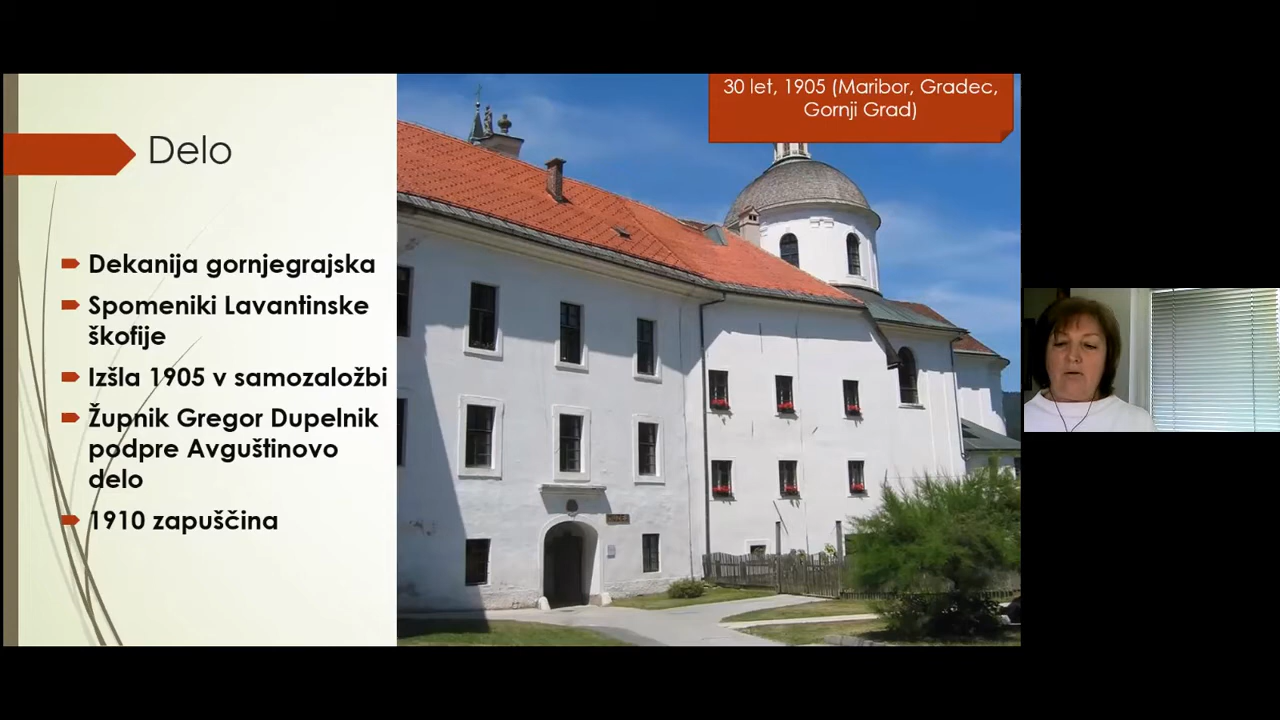 30 let, 1905 (Maribor, Gradec,
Gornji Grad)
Delo
Dekanija gornjegrajska
Spomeniki Lavantinske
škofije
Izšla 1905 v samozaložbi
Župnik Gregor Dupelnik
podpre Avguštinovo
delo
1910 zapuščina